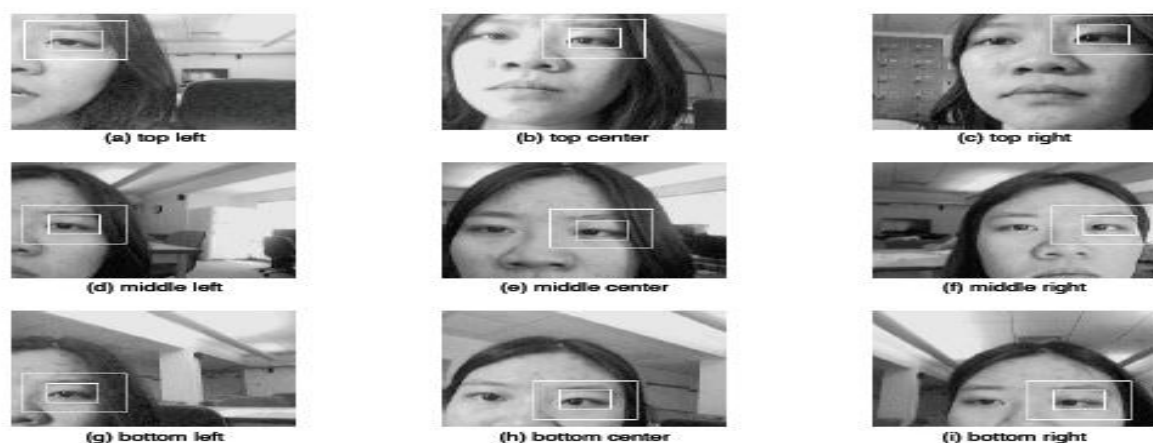 (a) top left
(b) top center
(c) top right
(d) middle left
(e) middle center
(f) middle right
(g) bottom left
(h) bottom center
(i) bottom right